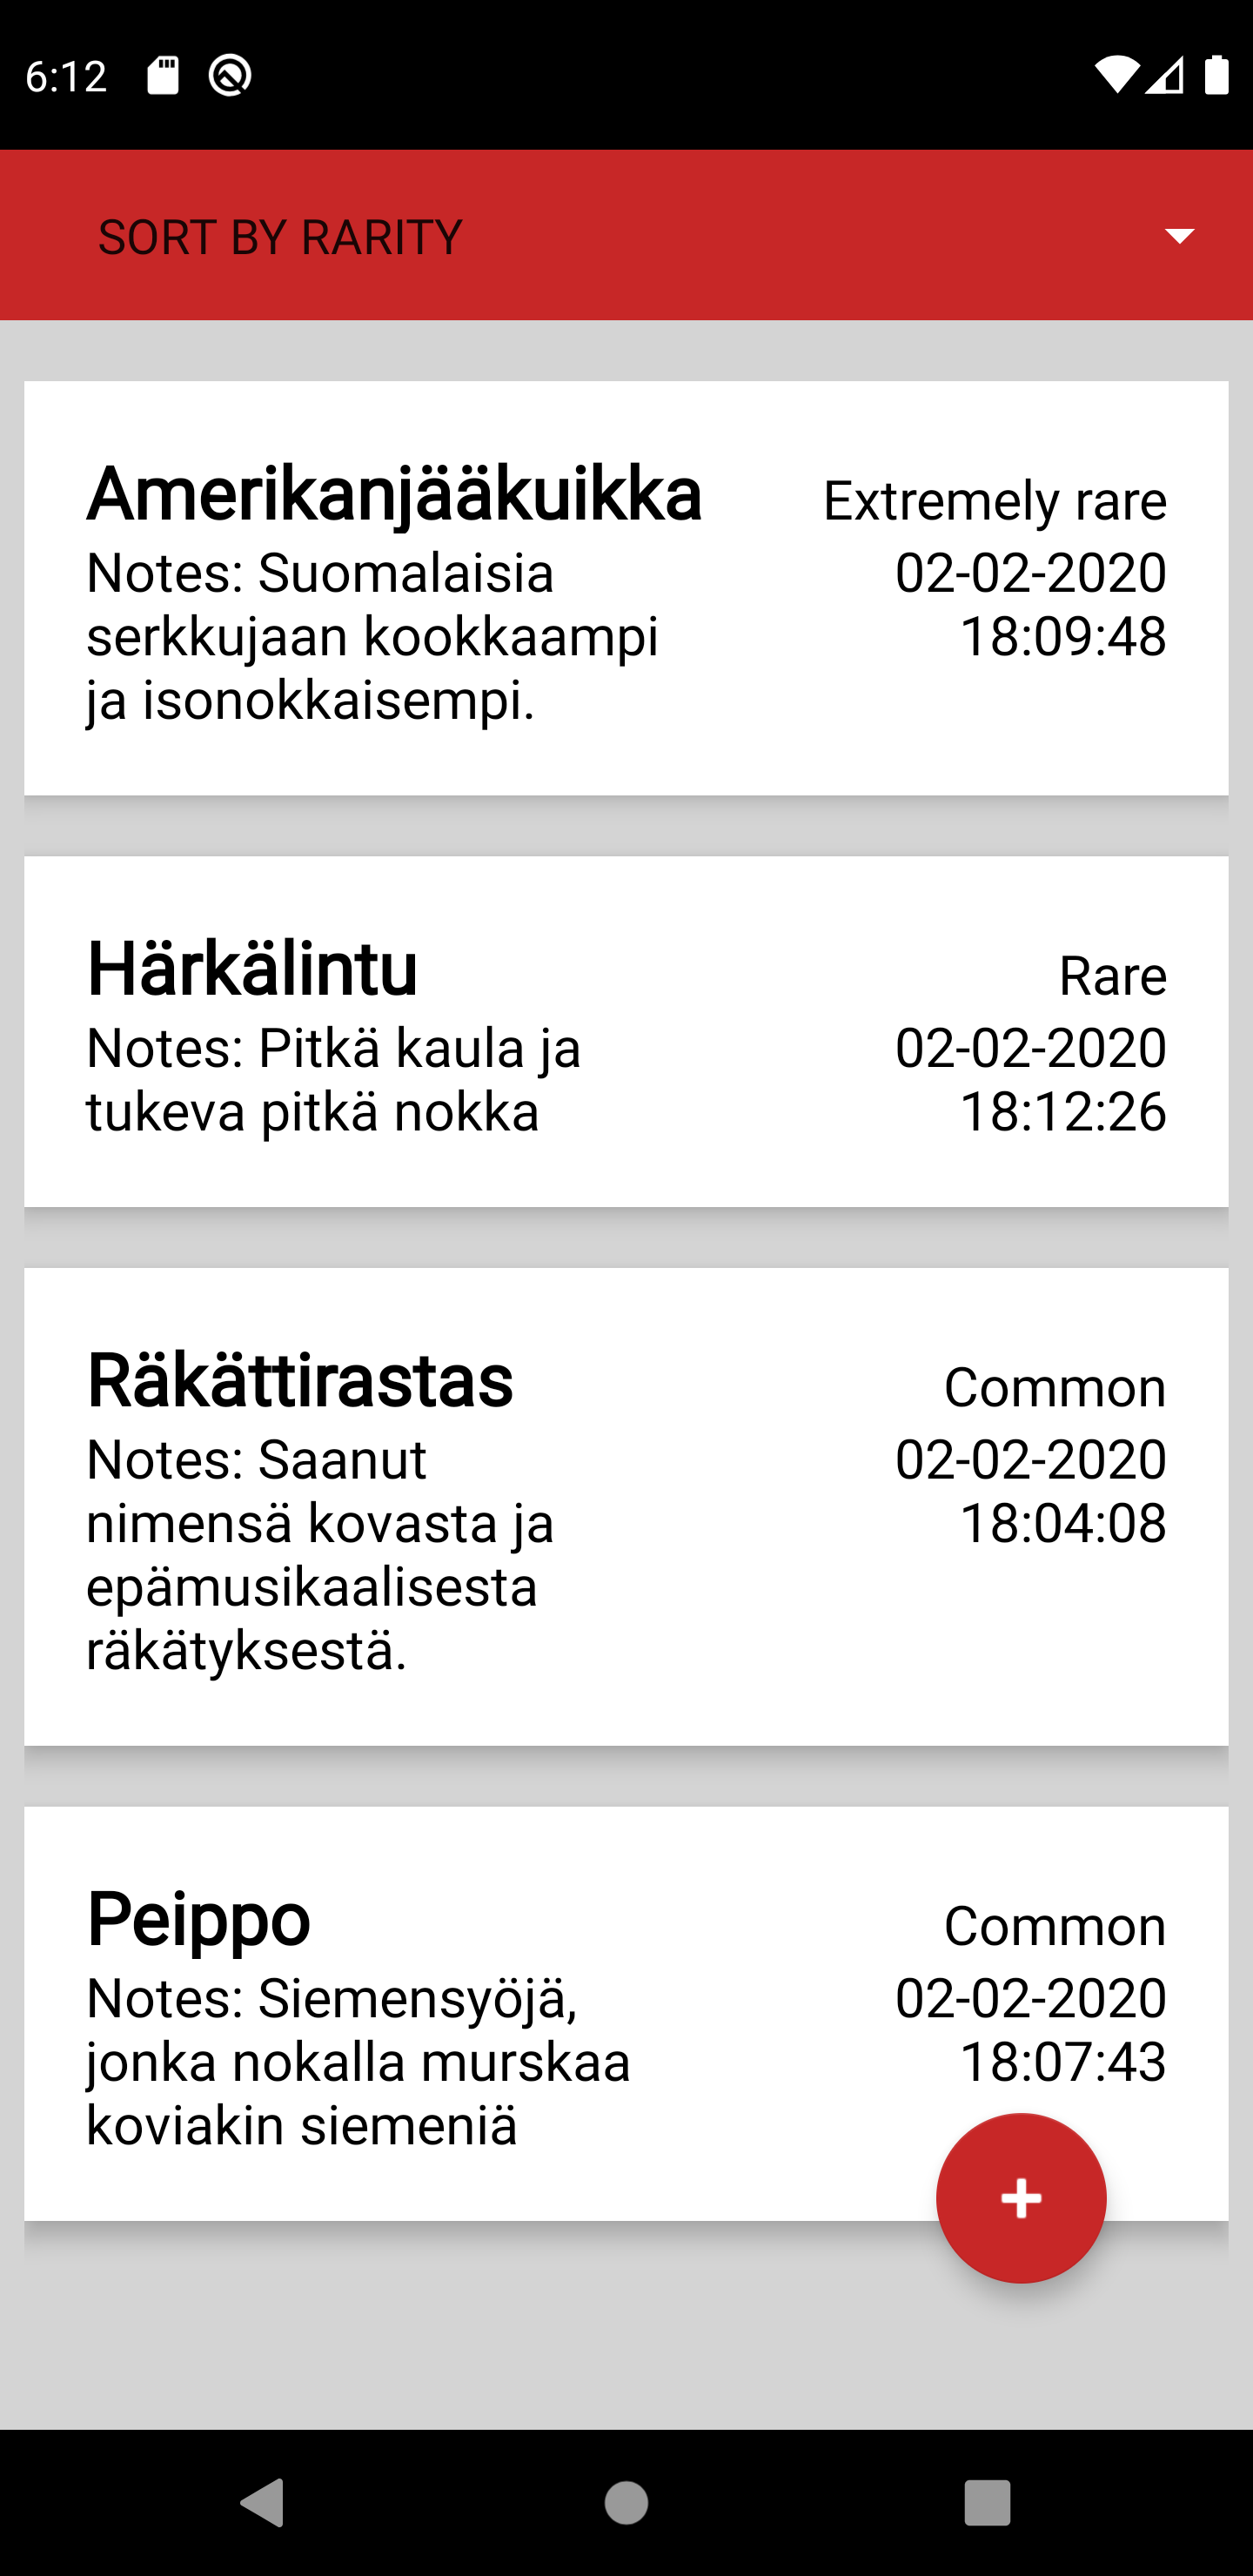 6:12
SORT BY RARITY
Amerikanjääkuikka
Extremely rare
Notes: Suomalaisia
serkkujaan kookkaampi
ja isonokkaisempi.
02-02-2020
18:09:48
Härkälintu
Rare
Notes: Pitkä kaula ja
tukeva pitkä nokka
02-02-2020
18:12:26
Räkättirastas
Common
Notes: Saanut
nimensä kovasta ja
epämusikaalisesta
räkätyksestä.
02-02-2020
18:04:08
Peippo
Common
Notes: Siemensyöjä,
jonka nokalla murskaa
koviakin siemeniä
02-02-2020
18:07:43